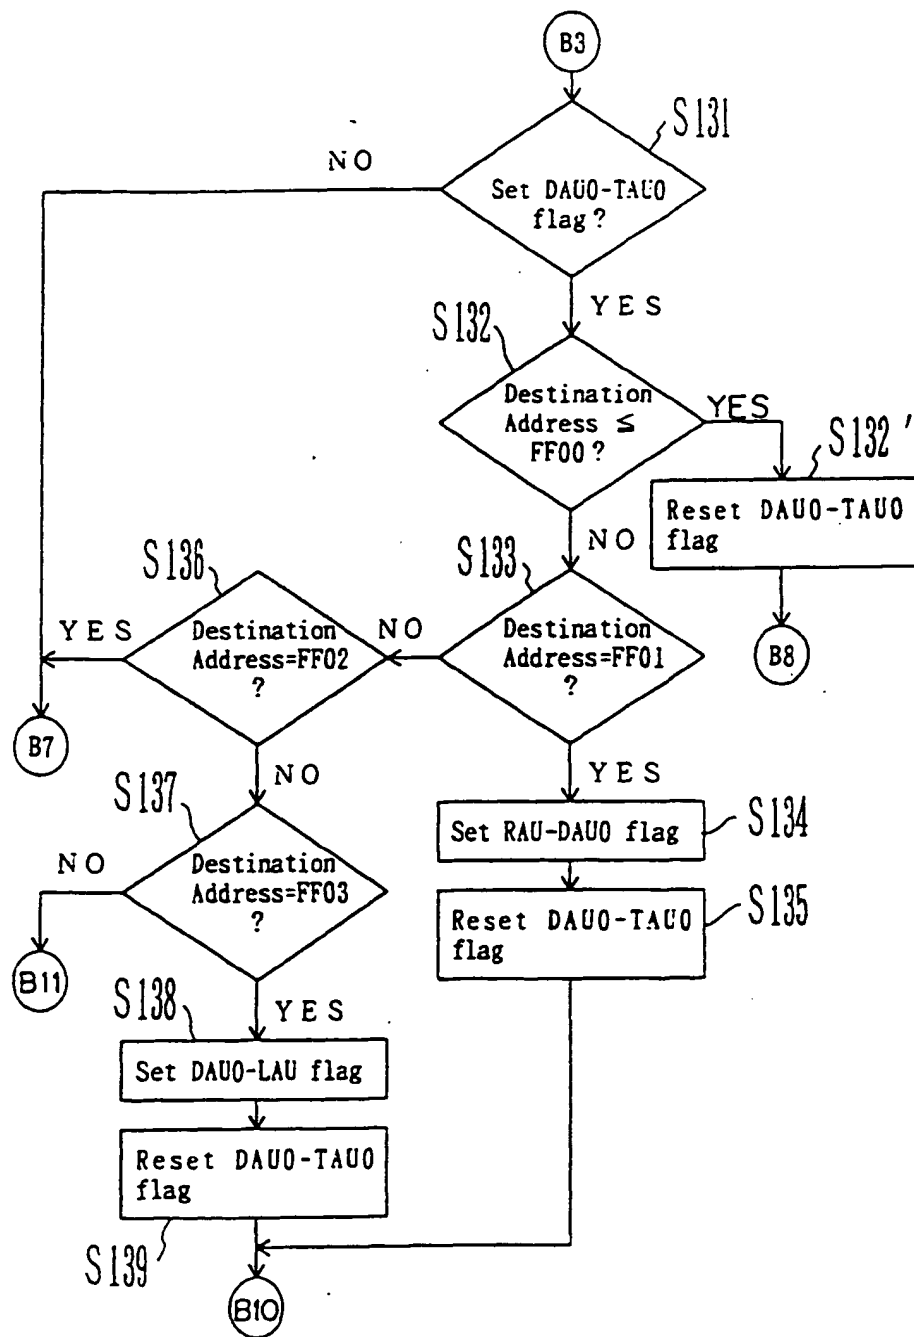 B3
S131
NO
Set DAU0-TAU0
flag?
YES
S132
Destination
Address ≦
FF00?
YES
S132'
Reset DAU0-TAU0
flag
B8
NO
S133
S136
Destination
Address=FF01
?
NO
Destination
Address=FF02
?
YES
B7
NO
YES
S137
Set RAU-DAU0 flag
S134
Destination
Address=FF03
?
NO
B11
Reset DAU0-TAU0
flag
S135
YES
S138
Set DAU0-LAU flag
Reset DAU0-TAU0
flag
S139
B10